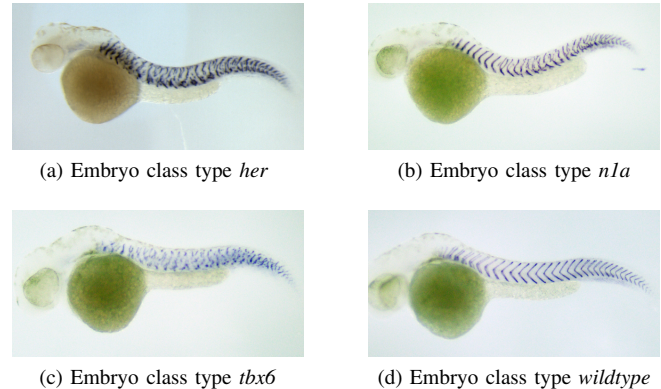 (a) Embryo class type her
(b) Embryo class type n1a
(c) Embryo class type tbx6
(d) Embryo class type wildtype